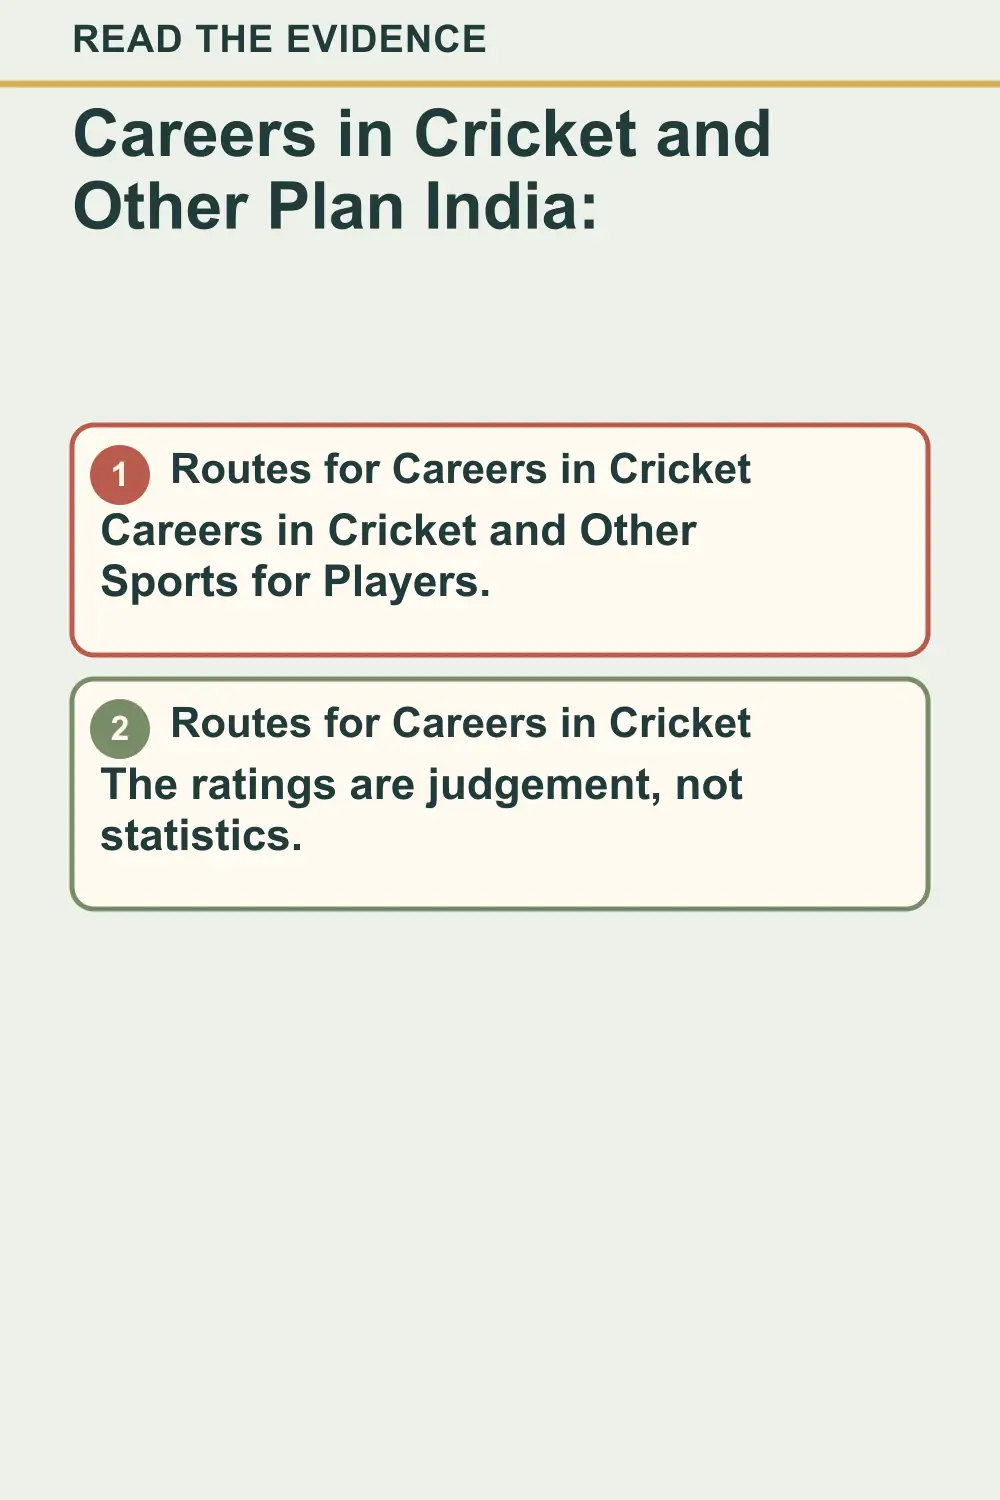 READ THE EVIDENCE
Careers in Cricket and
Other Plan India:
1 Routes for Careers in Cricket
Careers in Cricket and Other
Sports for Players.
2 Routes for Careers in Cricket
The ratings are judgement, not
statistics.